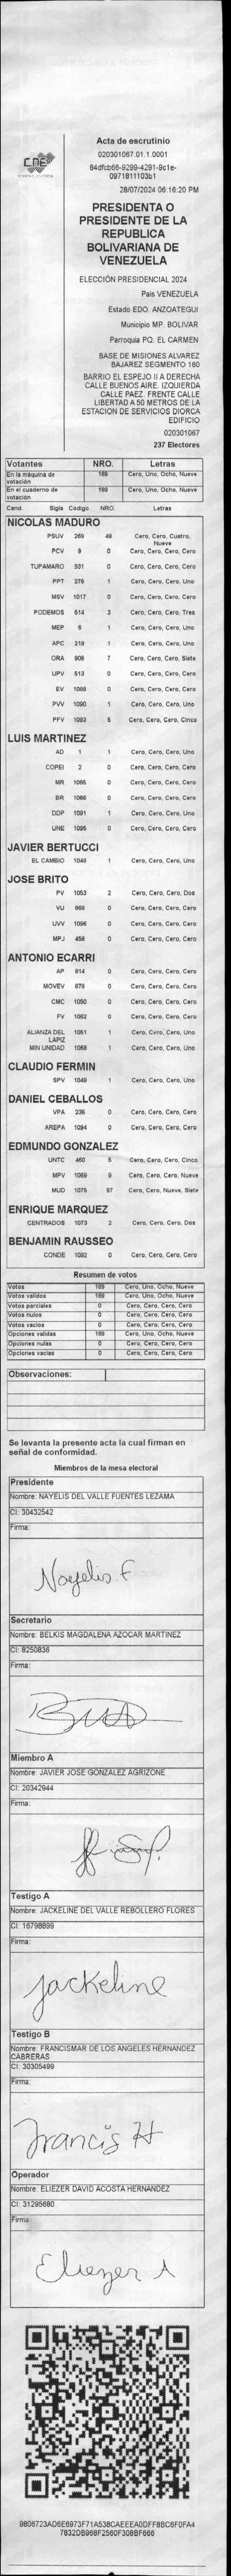 CNE
Acta de escrutinio
020301067.01.1.0001
84dfcb66-9299-4291-9c1e-
0971811103b1
28/07/2024 06:16:20 PM
PRESIDENTA O
PRESIDENTE DE LA
REPUBLICA
BOLIVARIANA DE
VENEZUELA
ELECCIÓN PRESIDENCIAL 2024
País VENEZUELA
Estado EDO. ANZOATEGUI
Municipio MP. BOLIVAR
Parroquia PQ. EL CARMEN
BASE DE MISIONES ALVAREZ
BAJAREZ SEGMENTO 160
BARRIO EL ESPEJO II A DERECHA
CALLE BUENOS AIRE. IZQUIERDA
CALLE PAEZ. FRENTE CALLE
LIBERTAD A 50 METROS DE LA
ESTACION DE SERVICIOS DIORCA
EDIFICIO
020301067
237 Electores
Votantes NRO. Letras
En la máquina de votación 189 Cero, Uno, Ocho, Nueve
En el cuaderno de votación 189 Cero, Uno, Ocho, Nueve
Cand. Sigla Código NRO. Letras
NICOLAS MADURO
PSUV 269 49 Cero, Cero, Cuatro, Nueve
PCV 9 0 Cero, Cero, Cero, Cero
TUPAMARO 931 0 Cero, Cero, Cero, Cero
PPT 276 1 Cero, Cero, Cero, Uno
MSV 1017 0 Cero, Cero, Cero, Cero
PODEMOS 514 3 Cero, Cero, Cero, Tres
MEP 6 1 Cero, Cero, Cero, Uno
APC 219 1 Cero, Cero, Cero, Uno
ORA 906 7 Cero, Cero, Cero, Siete
UPV 513 0 Cero, Cero, Cero, Cero
EV 1089 0 Cero, Cero, Cero, Cero
PVV 1090 1 Cero, Cero, Cero, Uno
PFV 1093 5 Cero, Cero, Cero, Cinco
LUIS MARTINEZ
AD 1 1 Cero, Cero, Cero, Uno
COPEI 2 0 Cero, Cero, Cero, Cero
MR 1065 0 Cero, Cero, Cero, Cero
BR 1066 0 Cero, Cero, Cero, Cero
DDP 1091 1 Cero, Cero, Cero, Uno
UNE 1095 0 Cero, Cero, Cero, Cero
JAVIER BERTUCCI
EL CAMBIO 1048 1 Cero, Cero, Cero, Uno
JOSE BRITO
PV 1053 2 Cero, Cero, Cero, Dos
VU 868 0 Cero, Cero, Cero, Cero
UVV 1096 0 Cero, Cero, Cero, Cero
MPJ 458 0 Cero, Cero, Cero, Cero
ANTONIO ECARRI
AP 814 0 Cero, Cero, Cero, Cero
MOVEV 878 0 Cero, Cero, Cero, Cero
CMC 1050 0 Cero, Cero, Cero, Cero
FV 1062 0 Cero, Cero, Cero, Cero
ALIANZA DEL LAPIZ 1051 1 Cero, Cero, Cero, Uno
MIN UNIDAD 1068 1 Cero, Cero, Cero, Uno
CLAUDIO FERMIN
SPV 1049 1 Cero, Cero, Cero, Uno
DANIEL CEBALLOS
VPA 236 0 Cero, Cero, Cero, Cero
AREPA 1094 0 Cero, Cero, Cero, Cero
EDMUNDO GONZALEZ
UNTC 460 5 Cero, Cero, Cero, Cinco
MPV 1069 9 Cero, Cero, Cero, Nueve
MUD 1075 97 Cero, Cero, Nueve, Siete
ENRIQUE MARQUEZ
CENTRADOS 1073 2 Cero, Cero, Cero, Dos
BENJAMIN RAUSSEO
CONDE 1092 0 Cero, Cero, Cero, Cero
Resumen de votos
Votos 189 Cero, Uno, Ocho, Nueve
Votos validos 189 Cero, Uno, Ocho, Nueve
Votos parciales 0 Cero, Cero, Cero, Cero
Votos nulos 0 Cero, Cero, Cero, Cero
Votos vacios 0 Cero, Cero, Cero, Cero
Opciones validas 189 Cero, Uno, Ocho, Nueve
Opciones nulas 0 Cero, Cero, Cero, Cero
Opciones vacias 0 Cero, Cero, Cero, Cero
Observaciones:
Se levanta la presente acta la cual firman en
señal de conformidad.
Miembros de la mesa electoral
Presidente
Nombre: NAYELIS DEL VALLE FUENTES LEZAMA
CI: 30432542
Firma:
Nayelis F
Secretario
Nombre: BELKIS MAGDALENA AZOCAR MARTINEZ
CI: 8250836
Firma:
Miembro A
Nombre: JAVIER JOSE GONZALEZ AGRIZONE
CI: 20342944
Firma:
Testigo A
Nombre: JACKELINE DEL VALLE REBOLLERO FLORES
CI: 16798899
Firma:
Jackeline
Testigo B
Nombre: FRANCISMAR DE LOS ANGELES HERNANDEZ
CABRERAS
CI: 30305499
Firma:
Francis H
Operador
Nombre: ELIEZER DAVID ACOSTA HERNANDEZ
CI: 31295680
Firma:
Eliezer A
9806723AD6E6973F71A538CAEEEA0DFFBBC6F0FA4
7832DB968F2560F308BF666